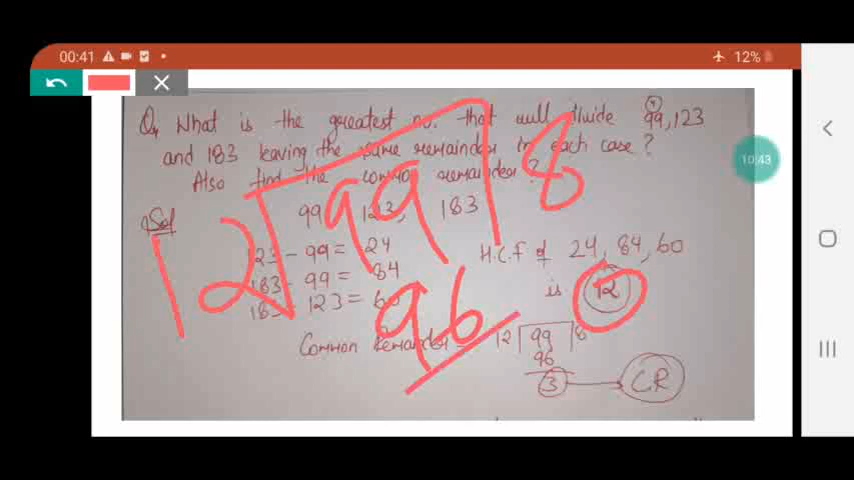 00:41 12%
10:43
Q. What is the greatest no. that will divide 99, 123
and 183 leaving the same remainder in each case?
Also find the common remainder?
Sol 99 123, 183
123 - 99 = 24
183 - 99 = 84
183 - 123 = 60
H.C.F of 24, 84, 60
is 12
Common Remainder 12 99 8
96
3 C.R
12 99 8
96